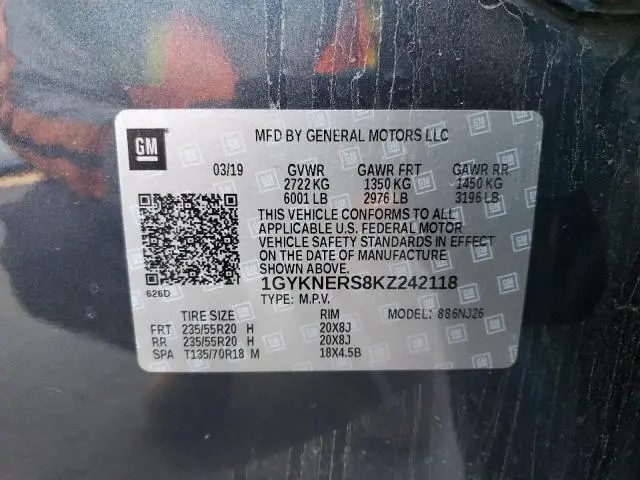 GM
MFD BY GENERAL MOTORS LLC
03/19 GVWR GAWR FRT GAWR RR
2722 KG 1350 KG 1450 KG
6001 LB 2976 LB 3196 LB
THIS VEHICLE CONFORMS TO ALL
APPLICABLE U.S. FEDERAL MOTOR
VEHICLE SAFETY STANDARDS IN EFFECT
ON THE DATE OF MANUFACTURE
SHOWN ABOVE.
1GYKNERS8KZ242118
626D TYPE: M.P.V.
TIRE SIZE RIM MODEL: 886NJ26
FRT 235/55R20 H 20X8J
RR 235/55R20 H 20X8J
SPA T135/70R18 M 18X4.5B